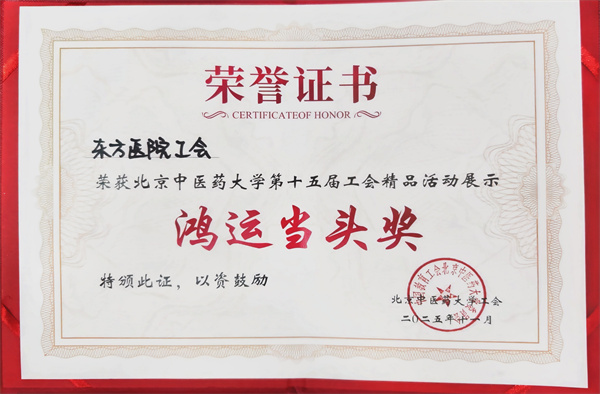 荣誉证书
CERTIFICATEOF HONOR
东方医院工会
荣获北京中医药大学第十五届工会精品活动展示
鸿运当头奖
特颁此证，以资鼓励
北京中医药大学工会
二〇二五年十一月